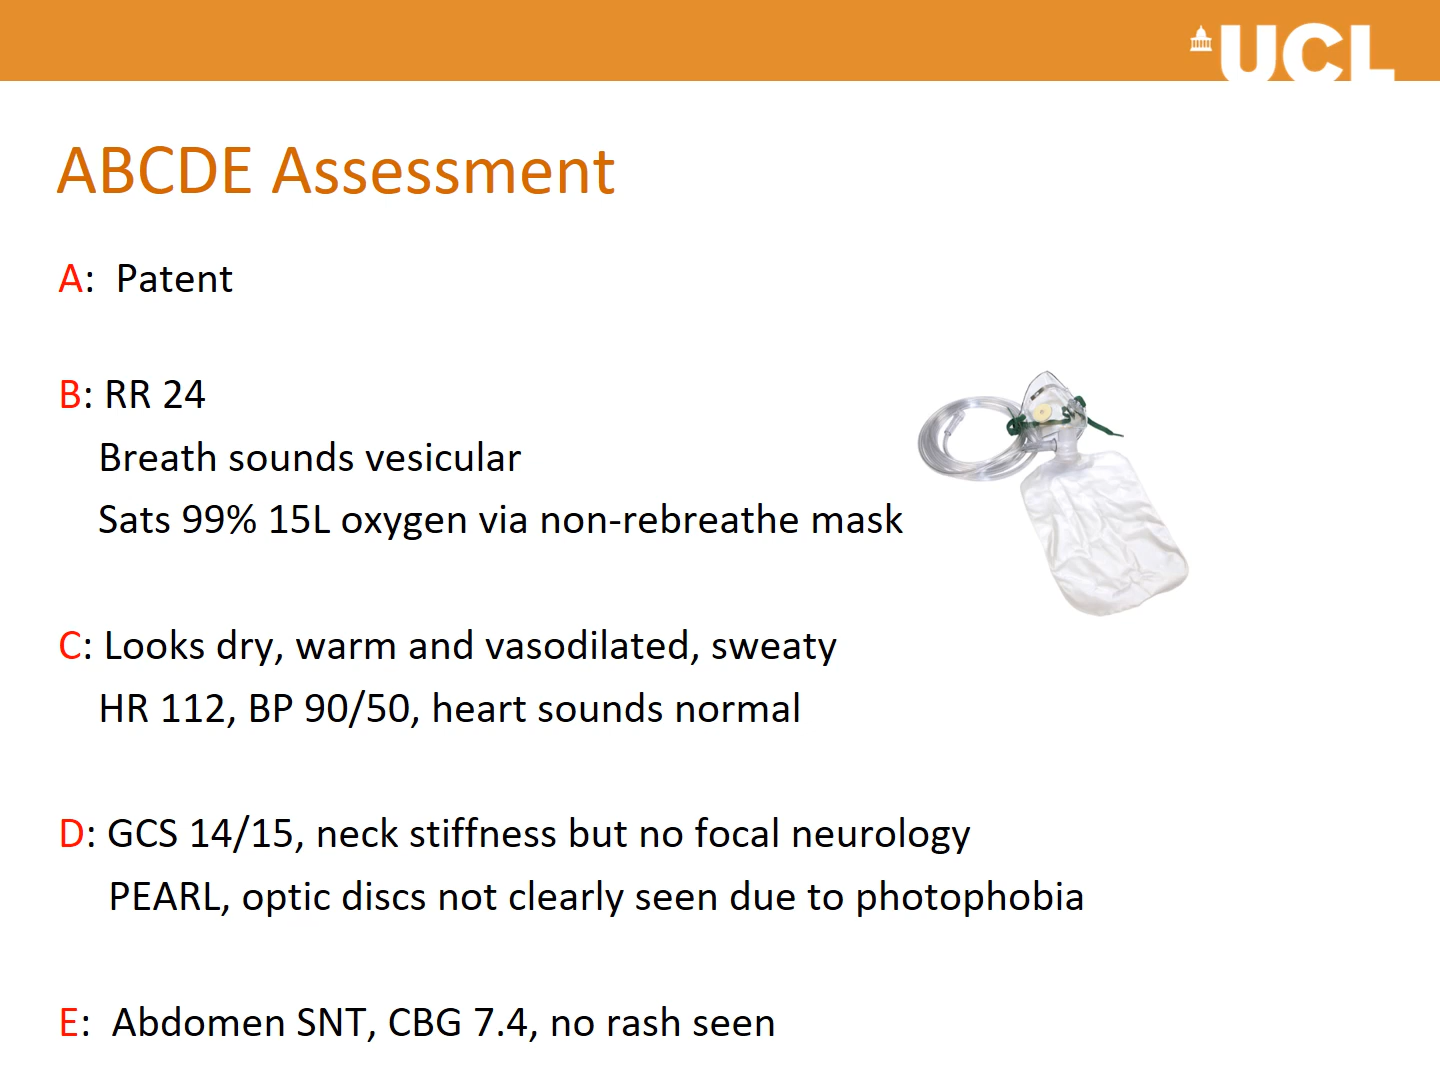 UCL
ABCDE Assessment
A: Patent
B: RR 24
Breath sounds vesicular
Sats 99% 15L oxygen via non-rebreathe mask
C: Looks dry, warm and vasodilated, sweaty
HR 112, BP 90/50, heart sounds normal
D: GCS 14/15, neck stiffness but no focal neurology
PEARL, optic discs not clearly seen due to photophobia
E: Abdomen SNT, CBG 7.4, no rash seen